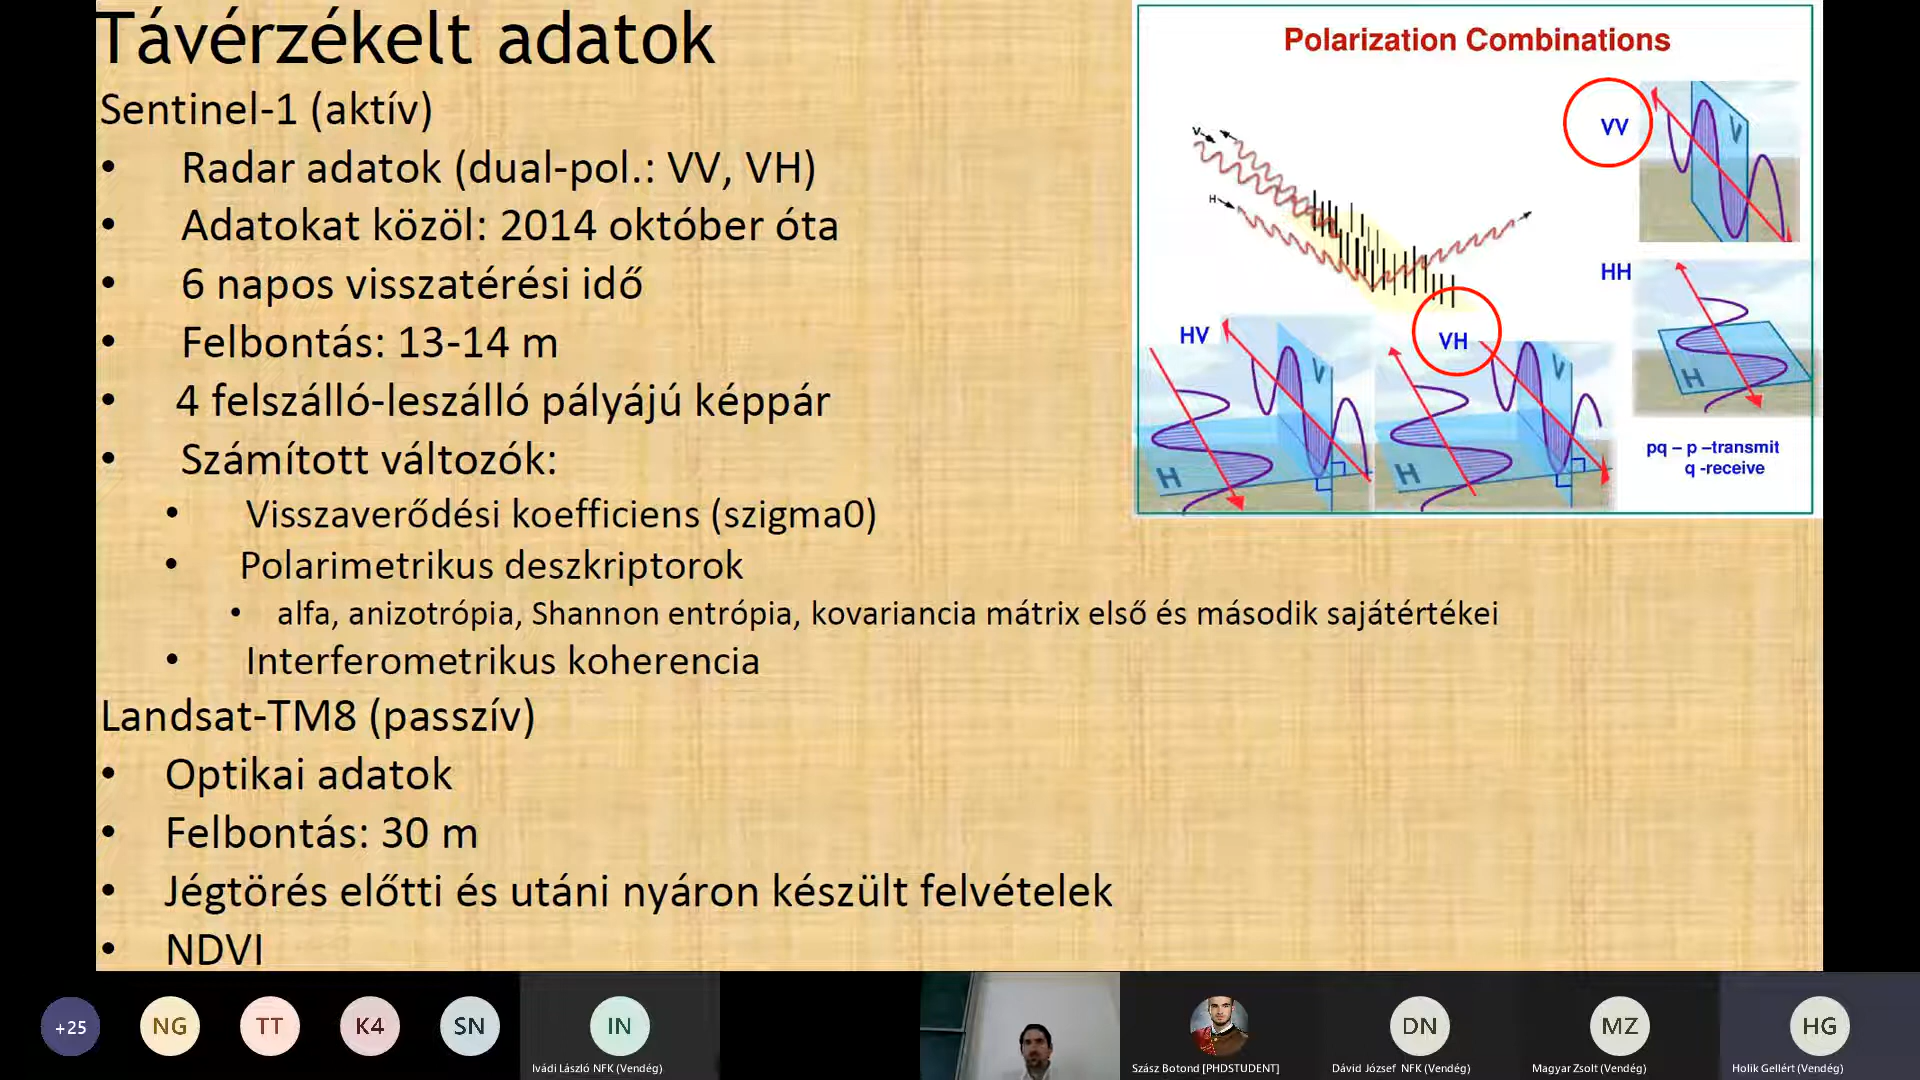 Távérzékelt adatok
Sentinel-1 (aktív)
• Radar adatok (dual-pol.: VV, VH)
• Adatokat közöl: 2014 október óta
• 6 napos visszatérési idő
• Felbontás: 13-14 m
• 4 felszálló-leszálló pályájú képpár
• Számított változók:
• Visszaverődési koefficiens (szigma0)
• Polarimetrikus deszkriptorok
• alfa, anizotrópia, Shannon entrópia, kovariancia mátrix első és második sajátértékei
• Interferometrikus koherencia
Landsat-TM8 (passzív)
• Optikai adatok
• Felbontás: 30 m
• Jégtörés előtti és utáni nyáron készült felvételek
• NDVI
Polarization Combinations
VV
V
V
H
HH
H
HV
V
H
VH
V
H
pq – p –transmit
q -receive
+25
NG
TT
K4
SN
IN
Ivádi László NFK (Vendég)
Szász Botond [PHDSTUDENT]
DN
Dávid József NFK (Vendég)
MZ
Magyar Zsolt (Vendég)
HG
Holik Gellért (Vendég)